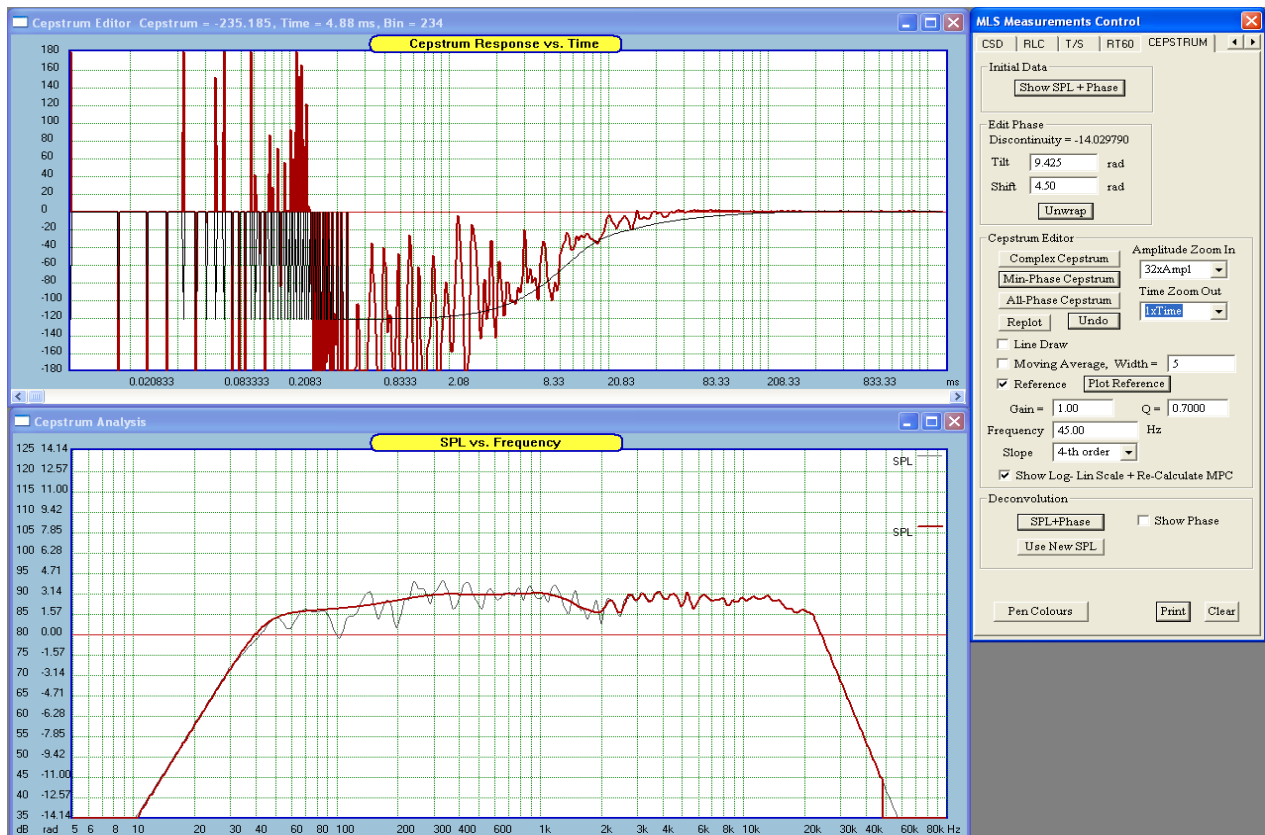 Cepstrum Editor Cepstrum = -235.185, Time = 4.88 ms, Bin = 234
Cepstrum Response vs. Time
180
160
140
120
100
80
60
40
20
0
-20
-40
-60
-80
-100
-120
-140
-160
-180
0.020833 0.083333 0.2083 0.8333 2.08 8.33 20.83 83.33 208.33 833.33 ms
Cepstrum Analysis
SPL vs. Frequency
SPL
SPL
125 14.14
120 12.57
115 11.00
110 9.42
105 7.85
100 6.28
95 4.71
90 3.14
85 1.57
80 0.00
75 -1.57
70 -3.14
65 -4.71
60 -6.28
55 -7.85
50 -9.42
45 -11.00
40 -12.57
35 -14.14
dB rad 5 6 8 10 20 30 40 60 80 100 200 300 400 600 1k 2k 3k 4k 6k 8k 10k 20k 30k 40k 60k 80k Hz
MLS Measurements Control
CSD RLC T/S RT60 CEPSTRUM
Initial Data
Show SPL + Phase
Edit Phase
Discontinuity = -14.029790
Tilt 9.425 rad
Shift 4.50 rad
Unwrap
Cepstrum Editor
Complex Cepstrum
Amplitude Zoom In
32xAmpl
Min-Phase Cepstrum
All-Phase Cepstrum
Time Zoom Out
1xTime
Replot Undo
Line Draw
Moving Average, Width = 5
Reference Plot Reference
Gain = 1.00 Q = 0.7000
Frequency 45.00 Hz
Slope 4-th order
Show Log- Lin Scale + Re-Calculate MPC
Deconvolution
SPL+Phase Show Phase
Use New SPL
Pen Colours Print Clear